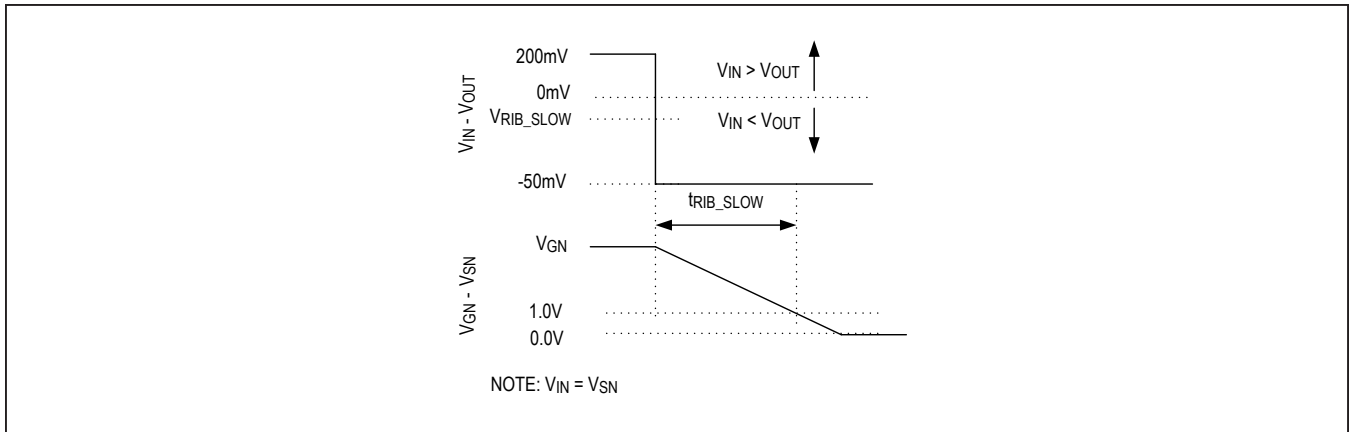 200mV
VIN > VOUT
0mV
VIN - VOUT
VRIB_SLOW
VIN < VOUT
-50mV
tRIB_SLOW
VGN
VGN - VSN
1.0V
0.0V
NOTE: VIN = VSN